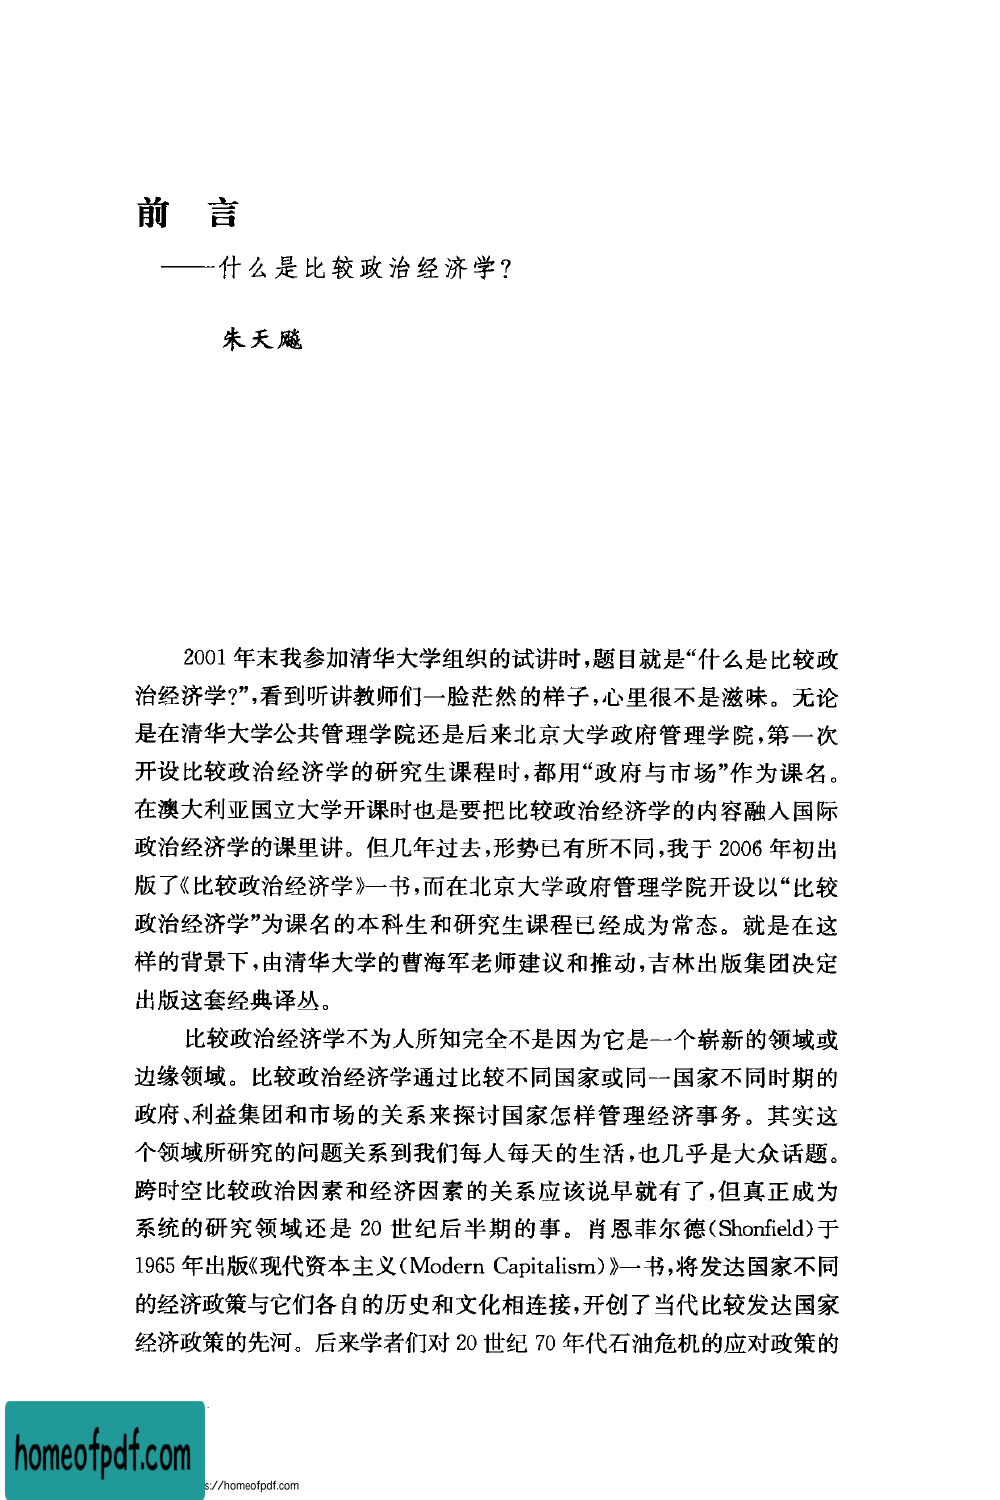 前 言
——什么是比较政治经济学?
朱天飚
2001 年末我参加清华大学组织的试讲时,题目就是“什么是比较政
治经济学?”,看到听讲教师们一脸茫然的样子,心里很不是滋味。无论
是在清华大学公共管理学院还是后来北京大学政府管理学院,第一次
开设比较政治经济学的研究生课程时,都用“政府与市场”作为课名。
在澳大利亚国立大学开课时也是要把比较政治经济学的内容融入国际
政治经济学的课里讲。但几年过去,形势已有所不同,我于 2006 年初出
版了《比较政治经济学》一书,而在北京大学政府管理学院开设以“比较
政治经济学”为课名的本科生和研究生课程已经成为常态。就是在这
样的背景下,由清华大学的曹海军老师建议和推动,吉林出版集团决定
出版这套经典译丛。
比较政治经济学不为人所知完全不是因为它是一个崭新的领域或
边缘领域。比较政治经济学通过比较不同国家或同一国家不同时期的
政府、利益集团和市场的关系来探讨国家怎样管理经济事务。其实这
个领域所研究的问题关系到我们每人每天的生活,也几乎是大众话题。
跨时空比较政治因素和经济因素的关系应该说早就有了,但真正成为
系统的研究领域还是 20 世纪后半期的事。肖恩菲尔德(Shonfield)于
1965 年出版《现代资本主义(Modern Capitalism)》一书,将发达国家不同
的经济政策与它们各自的历史和文化相连接,开创了当代比较发达国家
经济政策的先河。后来学者们对 20 世纪 70 年代石油危机的应对政策的
homeofpdf.com
s://homeofpdf.com